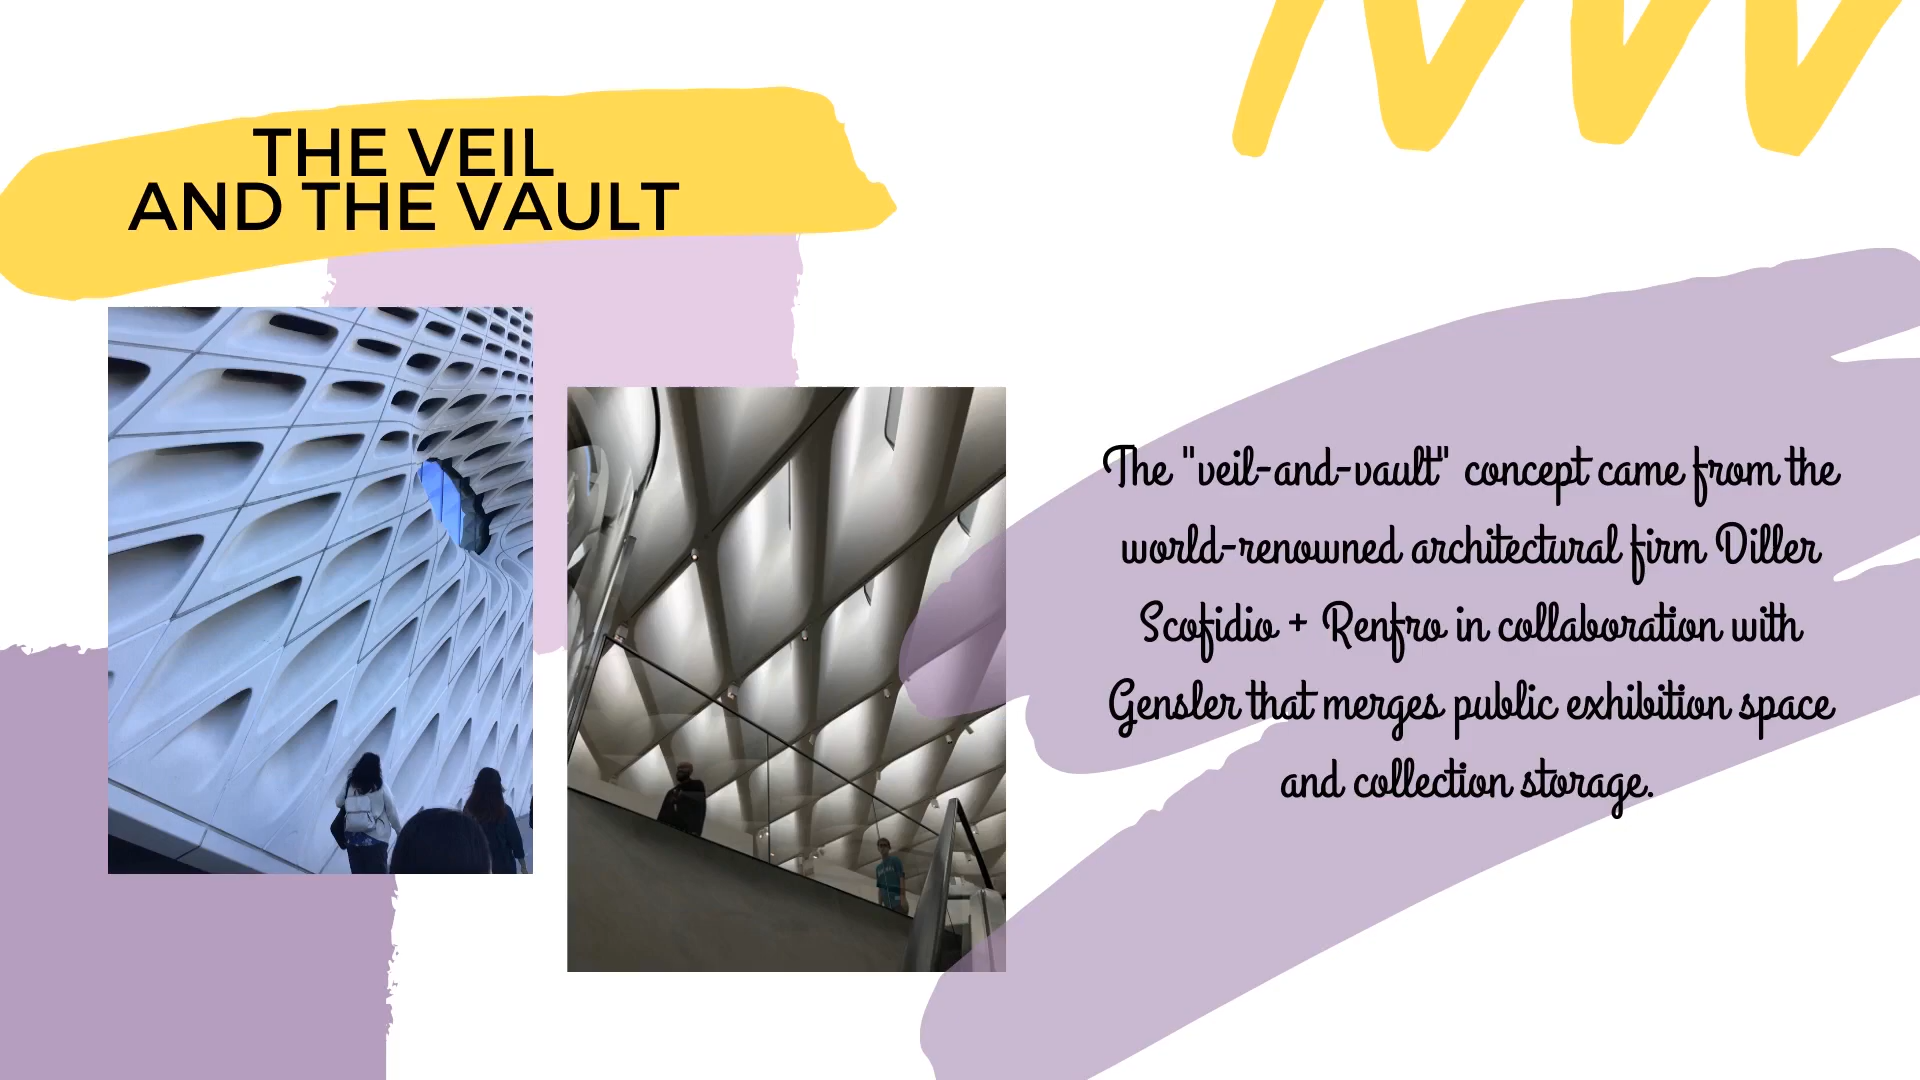 THE VEIL
AND THE VAULT
The "veil-and-vault" concept came from the
world-renowned architectural firm Diller
Scofidio + Renfro in collaboration with
Gensler that merges public exhibition space
and collection storage.